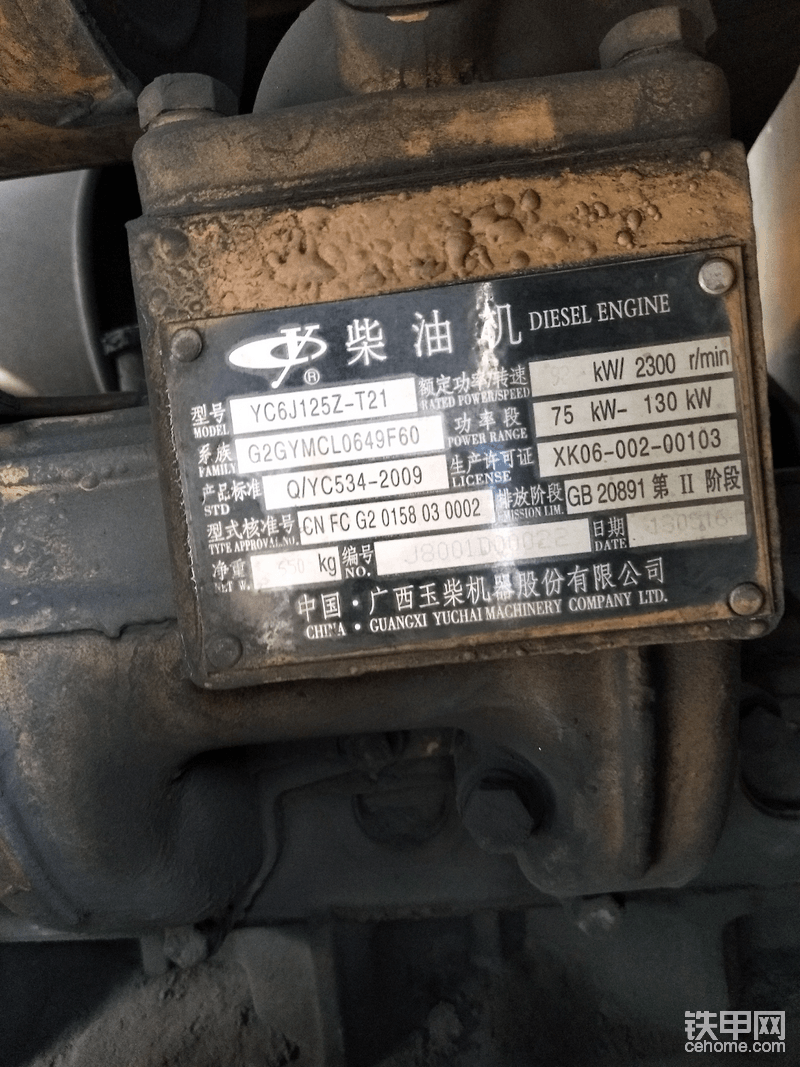 柴油机 DIESEL ENGINE
型号 MODEL YC6J125Z-T21 额定功率/转速 RATED POWER/SPEED kW/ 2300 r/min
系族 FAMILY G2GYMCL0649F60 功率段 POWER RANGE 75 kW- 130 kW
产品标准 STD Q/YC534-2009 生产许可证 LICENSE XK06-002-00103
型式核准号 TYPE APPROVAL NO. CN FC G2 0158 03 0002 排放阶段 EMISSION LIM. GB 20891 第 II 阶段
净重 NET W. kg 编号 NO. 日期 DATE
中国·广西玉柴机器股份有限公司
CHINA · GUANGXI YUCHAI MACHINERY COMPANY LTD.
铁甲网
cehome.com